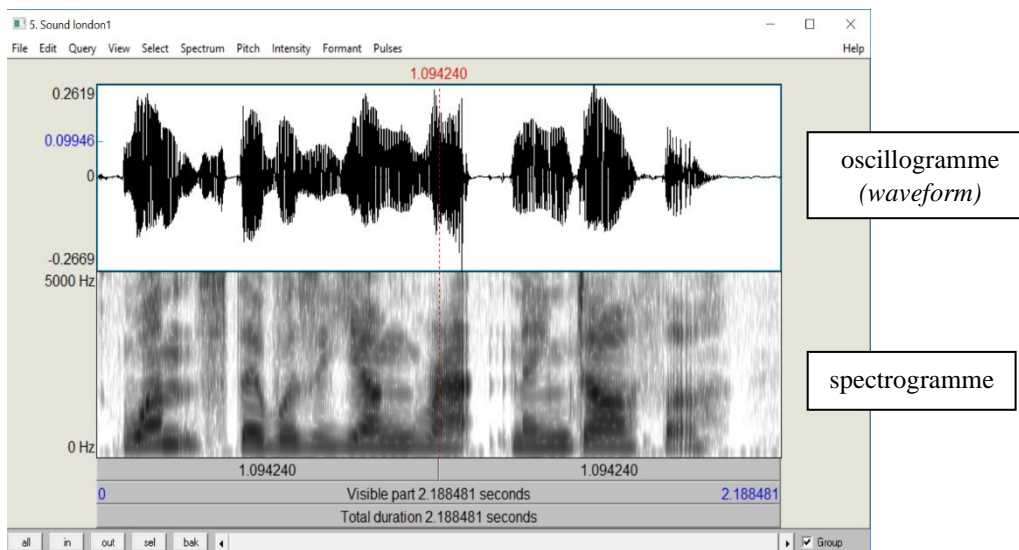 5. Sound london1
File Edit Query View Select Spectrum Pitch Intensity Formant Pulses Help
1.094240
0.2619
0.09946
0
-0.2669
5000 Hz
0 Hz
oscillogramme
(waveform)
spectrogramme
1.094240 1.094240
0 Visible part 2.188481 seconds 2.188481
Total duration 2.188481 seconds
all in out sel bak Group